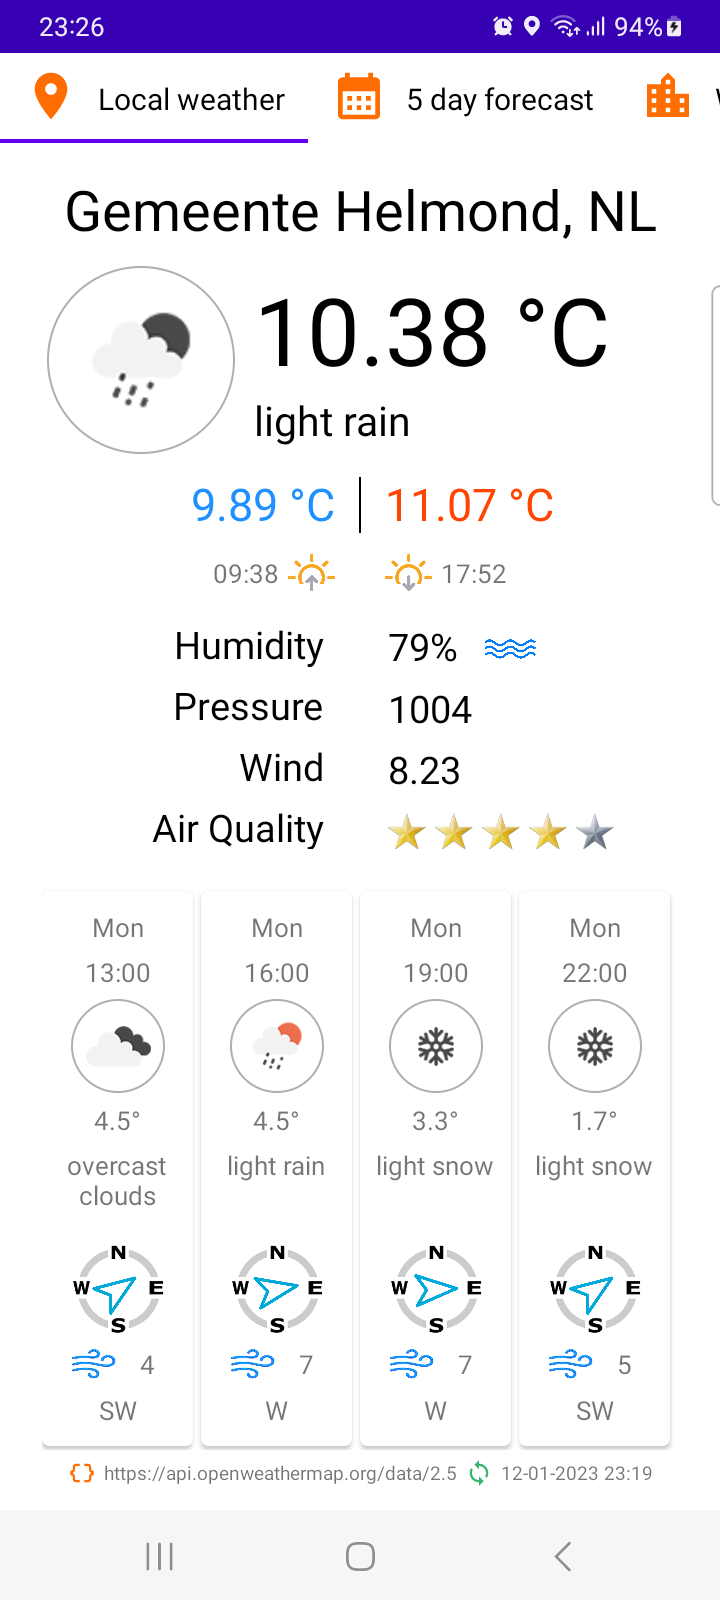 23:26 94%
Local weather 5 day forecast
Gemeente Helmond, NL
10.38 °C
light rain
9.89 °C 11.07 °C
09:38 17:52
Humidity 79%
Pressure 1004
Wind 8.23
Air Quality
Mon Mon Mon Mon
13:00 16:00 19:00 22:00
4.5° 4.5° 3.3° 1.7°
overcast light rain light snow light snow
clouds
N N N N
W E W E W E W E
S S S S
4 7 7 5
SW W W SW
{} https://api.openweathermap.org/data/2.5 12-01-2023 23:19